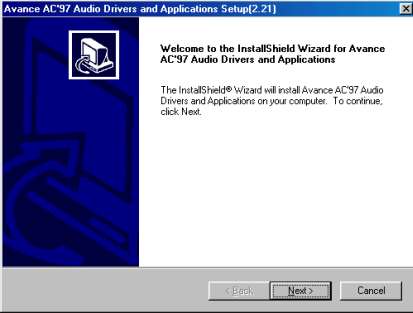 Avance AC'97 Audio Drivers and Applications Setup(2.21)
Welcome to the InstallShield Wizard for Avance
AC'97 Audio Drivers and Applications
The InstallShield® Wizard will install Avance AC'97 Audio
Drivers and Applications on your computer. To continue,
click Next.
< Back Next > Cancel